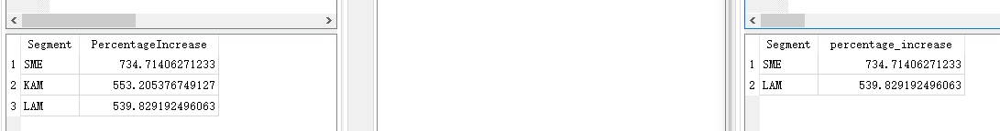 Segment PercentageIncrease
1 SME 734.71406271233
2 KAM 553.205376749127
3 LAM 539.829192496063
Segment percentage_increase
1 SME 734.71406271233
2 LAM 539.829192496063